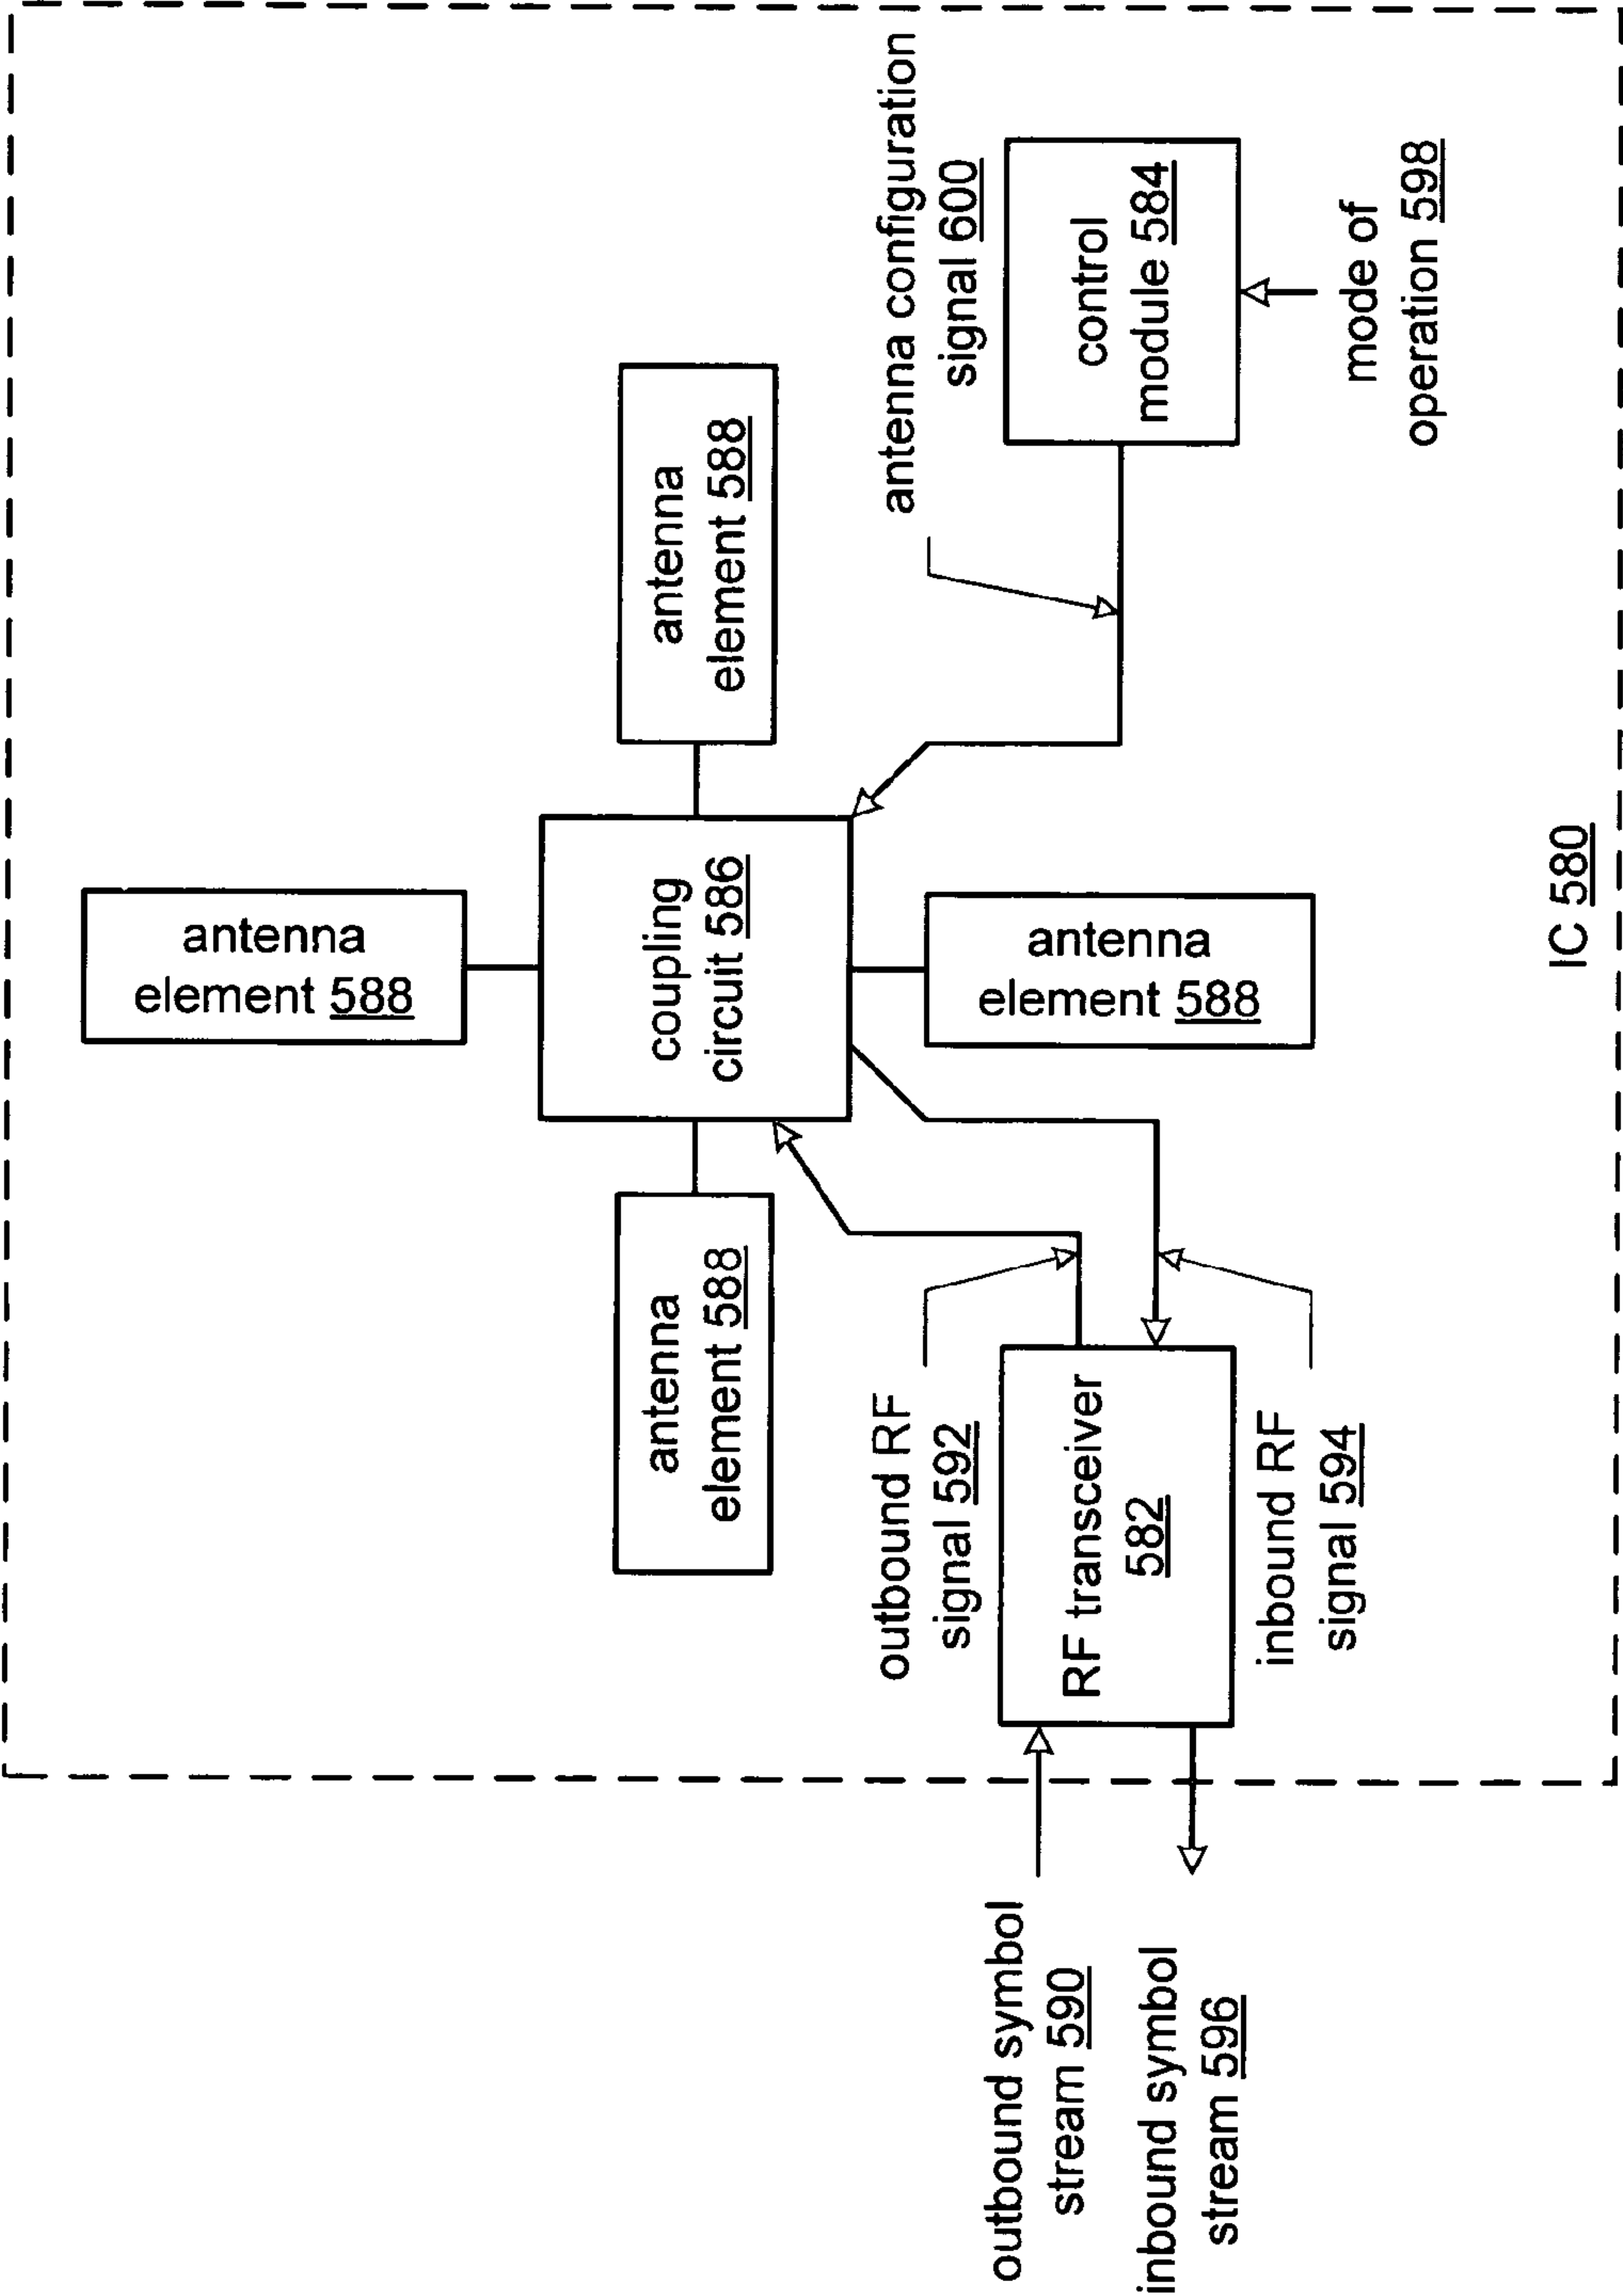 antenna
element 588
antenna
element 588
coupling
circuit 586
antenna
element 588
antenna
element 588
outbound RF
signal 592
antenna configuration
signal 600
outbound symbol
stream 590
RF transceiver
582
control
module 584
inbound symbol
stream 596
inbound RF
signal 594
mode of
operation 598
IC 580